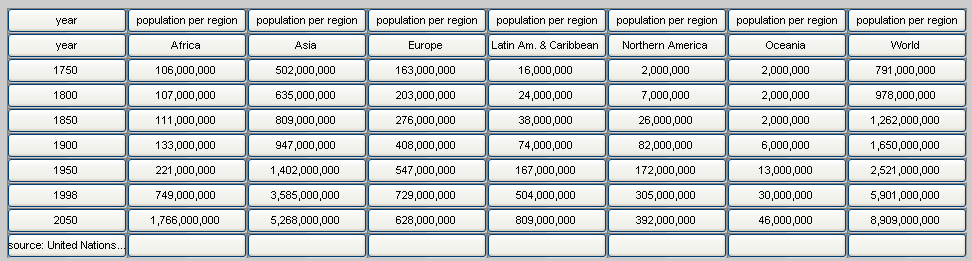 year population per region population per region population per region population per region population per region population per region population per region
year Africa Asia Europe Latin Am. & Caribbean Northern America Oceania World
1750 106,000,000 502,000,000 163,000,000 16,000,000 2,000,000 2,000,000 791,000,000
1800 107,000,000 635,000,000 203,000,000 24,000,000 7,000,000 2,000,000 978,000,000
1850 111,000,000 809,000,000 276,000,000 38,000,000 26,000,000 2,000,000 1,262,000,000
1900 133,000,000 947,000,000 408,000,000 74,000,000 82,000,000 6,000,000 1,650,000,000
1950 221,000,000 1,402,000,000 547,000,000 167,000,000 172,000,000 13,000,000 2,521,000,000
1998 749,000,000 3,585,000,000 729,000,000 504,000,000 305,000,000 30,000,000 5,901,000,000
2050 1,766,000,000 5,268,000,000 628,000,000 809,000,000 392,000,000 46,000,000 8,909,000,000
source: United Nations...